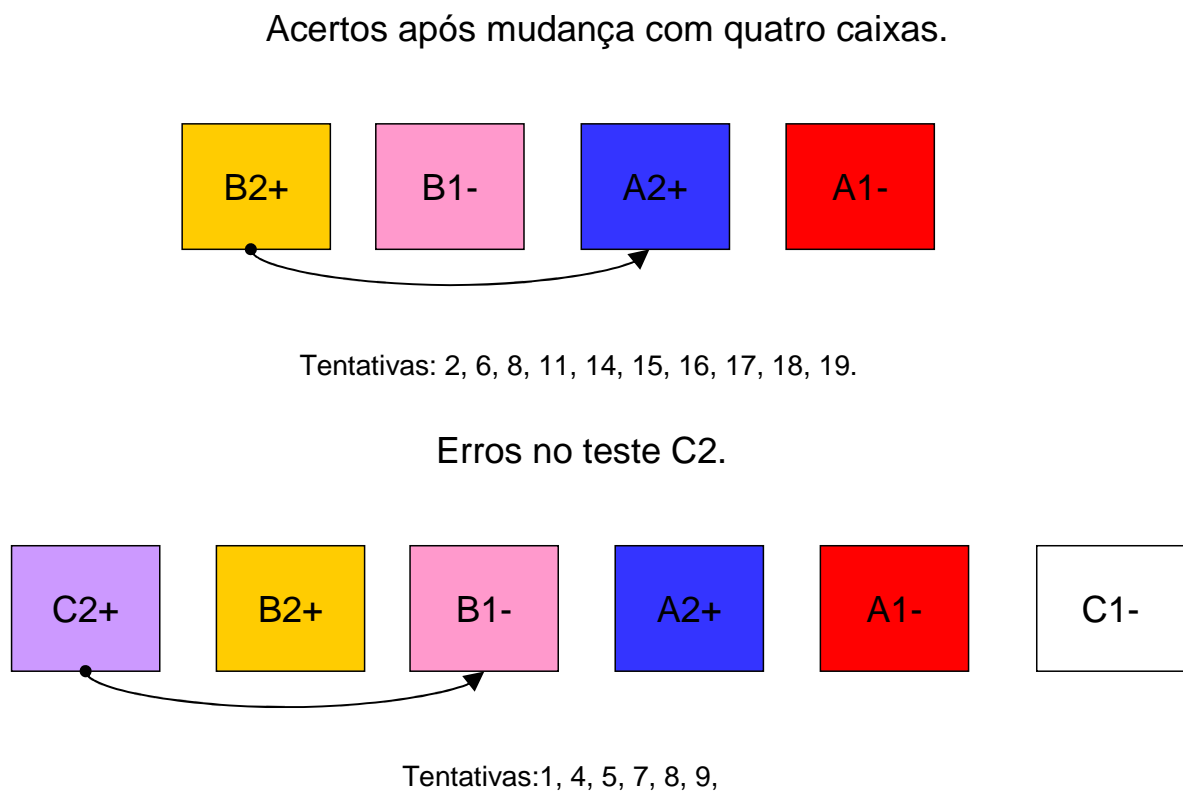 Acertos após mudança com quatro caixas.
B2+ B1- A2+ A1-
Tentativas: 2, 6, 8, 11, 14, 15, 16, 17, 18, 19.
Erros no teste C2.
C2+ B2+ B1- A2+ A1- C1-
Tentativas:1, 4, 5, 7, 8, 9,